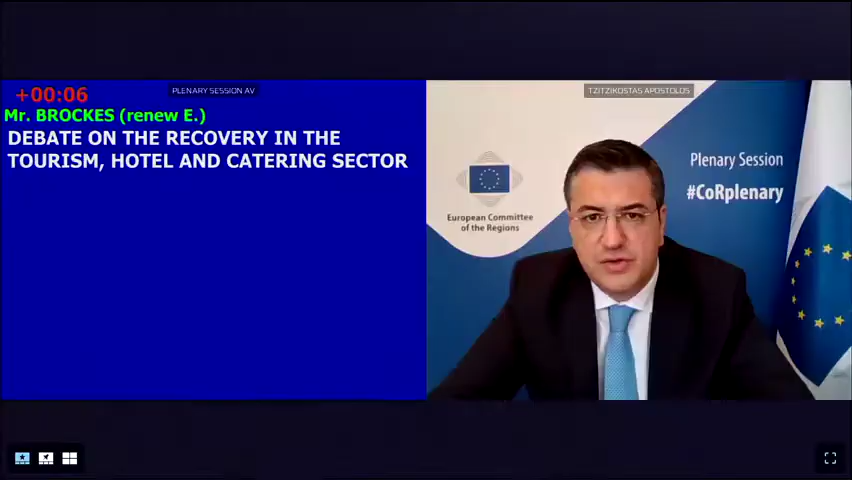 PLENARY SESSION AV
+00:06
Mr. BROCKES (renew E.)
DEBATE ON THE RECOVERY IN THE
TOURISM, HOTEL AND CATERING SECTOR
TZITZIKOSTAS APOSTOLOS
European Committee
of the Regions
Plenary Session
#CoRplenary